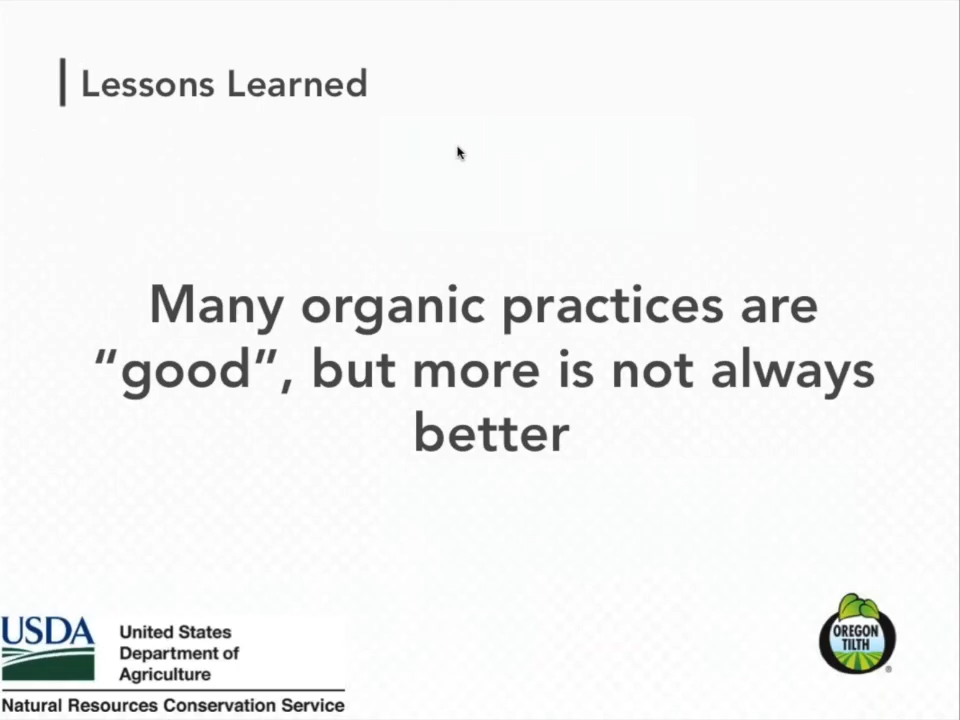 Lessons Learned
Many organic practices are
“good”, but more is not always
better
USDA
United States
Department of
Agriculture
Natural Resources Conservation Service
OREGON
TILTH
®